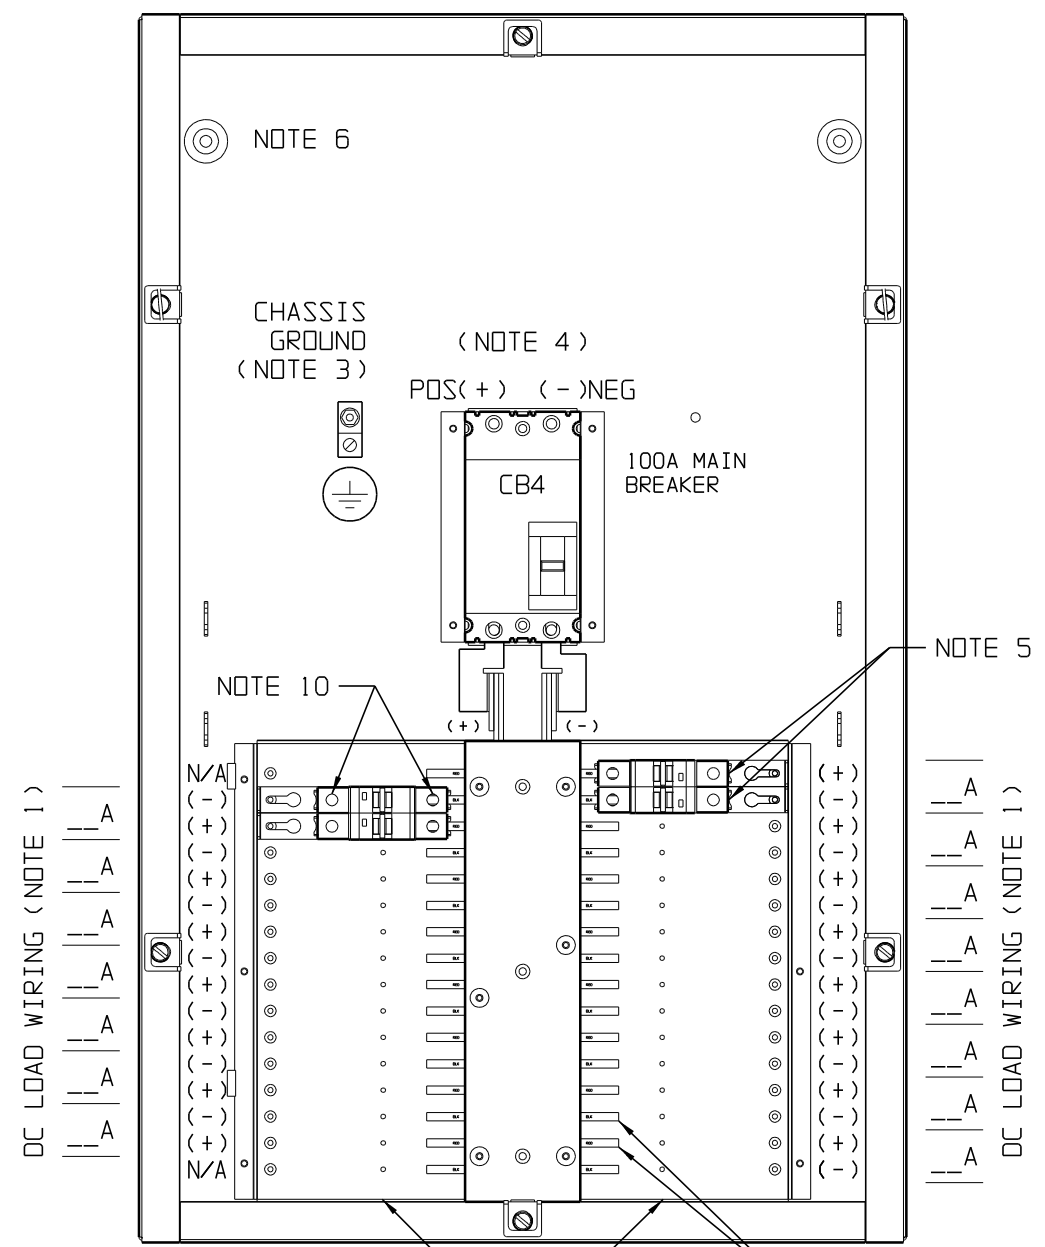 NOTE 6
CHASSIS
GROUND
(NOTE 3)
(NOTE 4)
POS(+) (-)NEG
100A MAIN
BREAKER
CB4
NOTE 5
NOTE 10
(+) (-)
DC LOAD WIRING (NOTE 1)
__A
__A
__A
__A
__A
__A
__A
N/A
(-)
(+)
(-)
(+)
(-)
(+)
(-)
(+)
(-)
(+)
(-)
(+)
(-)
(+)
N/A
(+)
(-)
(+)
(-)
(+)
(-)
(+)
(-)
(+)
(-)
(+)
(-)
(+)
(-)
(+)
(-)
__A
__A
__A
__A
__A
__A
__A
__A
DC LOAD WIRING (NOTE 1)